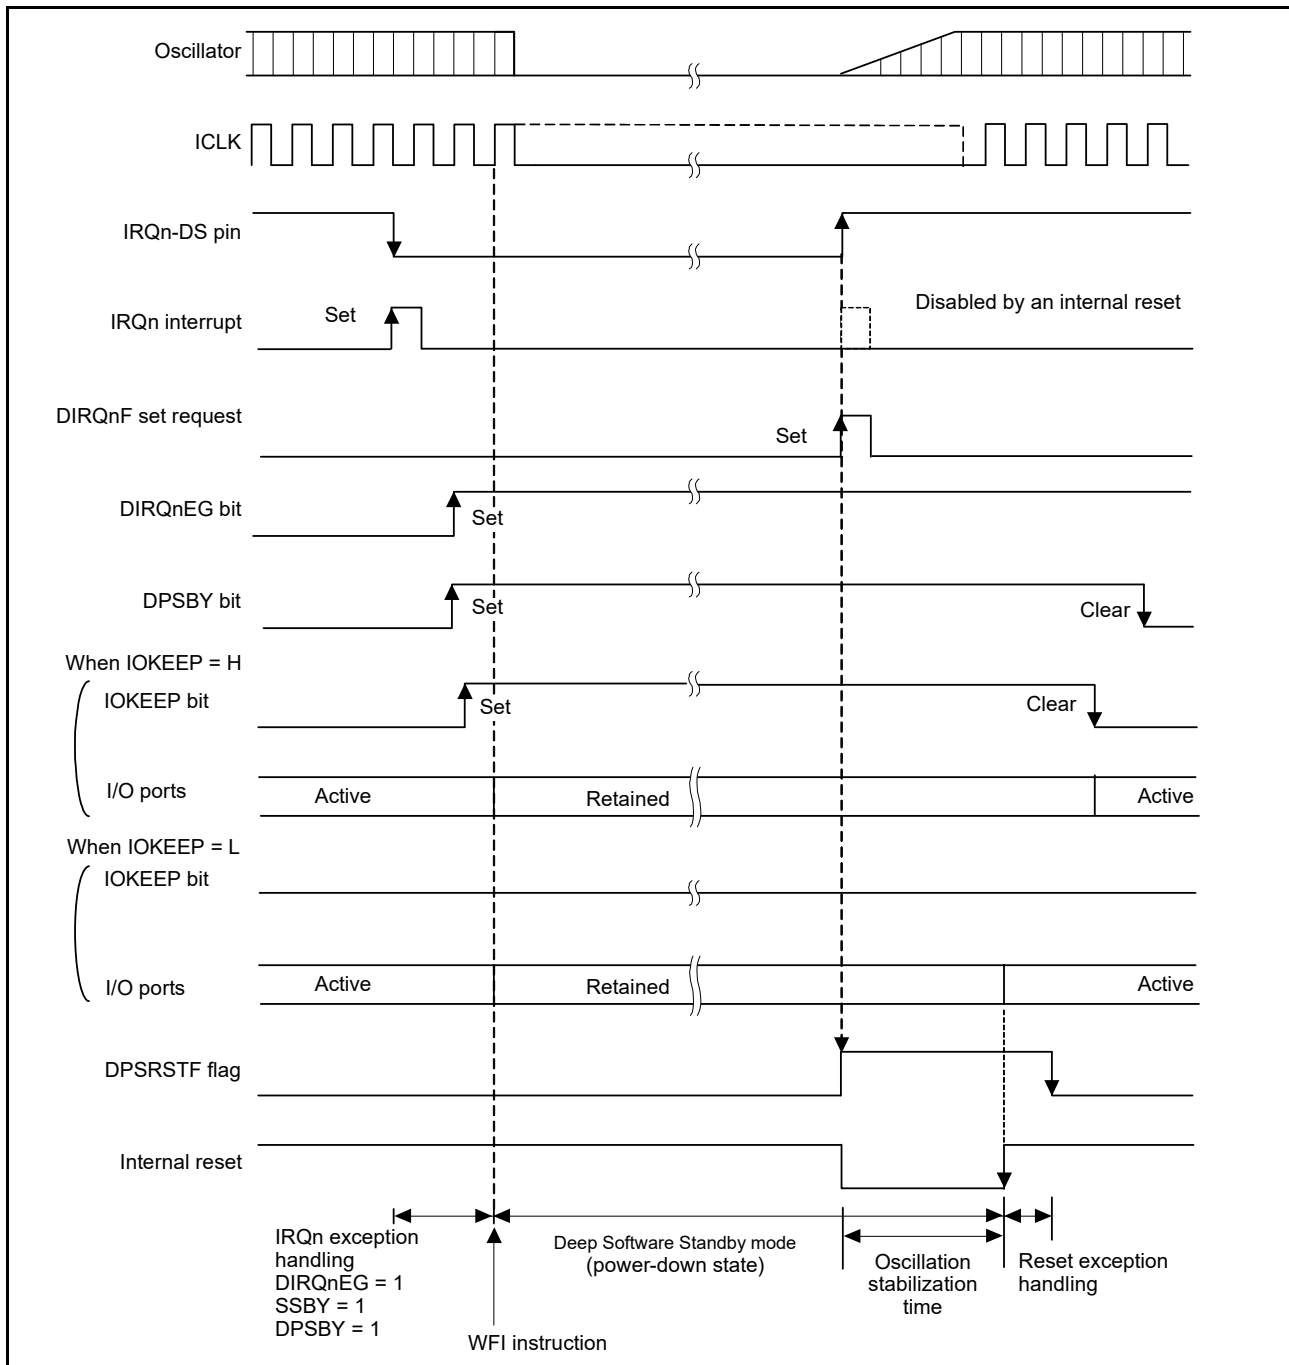 Oscillator
ICLK
IRQn-DS pin
IRQn interrupt
Set
Disabled by an internal reset
DIRQnF set request
Set
DIRQnEG bit
Set
DPSBY bit
Set
Clear
When IOKEEP = H
IOKEEP bit
Set
Clear
I/O ports
Active
Retained
Active
When IOKEEP = L
IOKEEP bit
I/O ports
Active
Retained
Active
DPSRSTF flag
Internal reset
IRQn exception
handling
DIRQnEG = 1
SSBY = 1
DPSBY = 1
WFI instruction
Deep Software Standby mode
(power-down state)
Oscillation
stabilization
time
Reset exception
handling